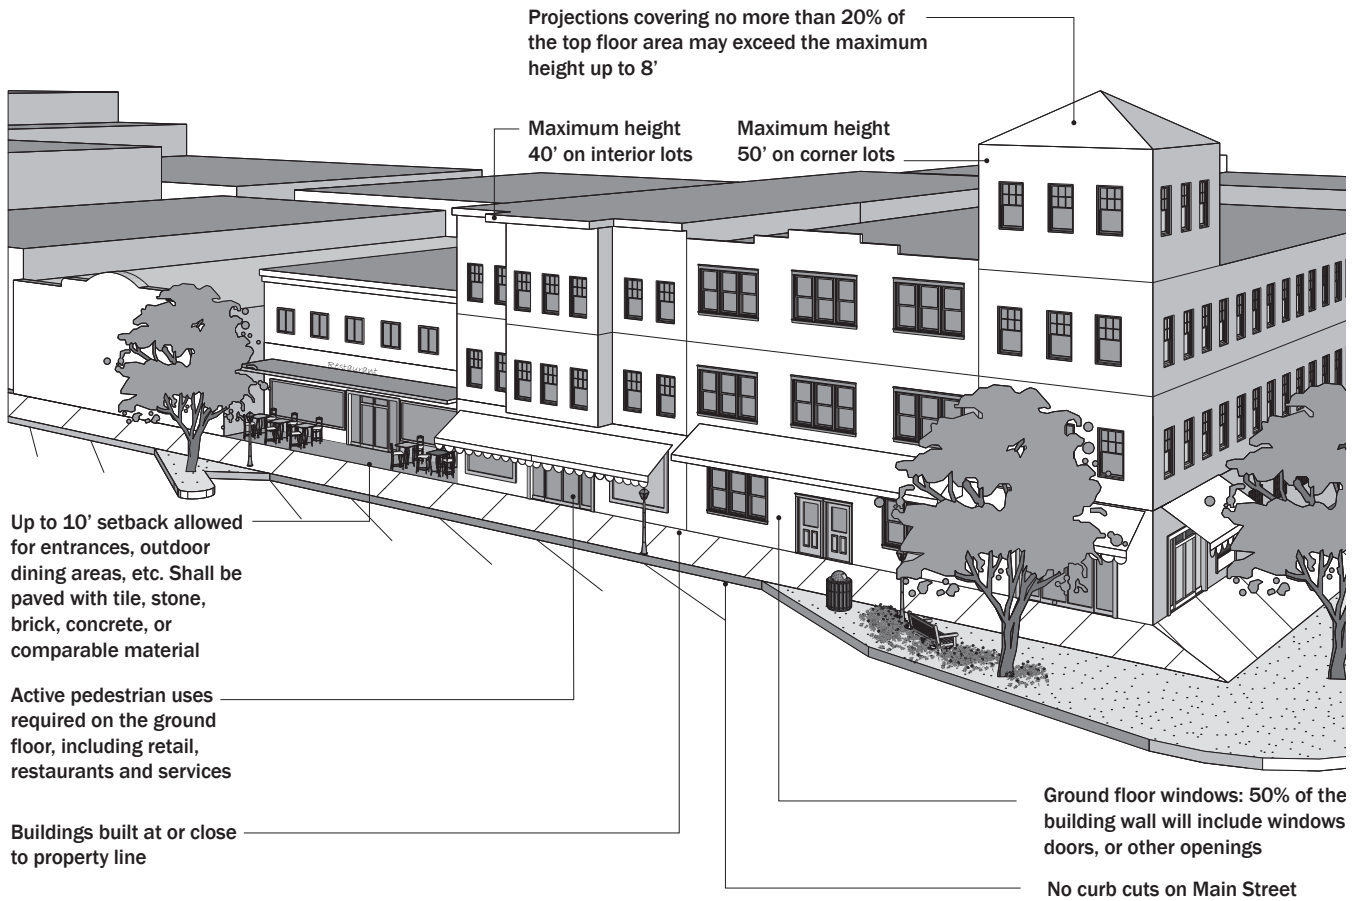 Projections covering no more than 20% of
the top floor area may exceed the maximum
height up to 8’
Maximum height
40’ on interior lots
Maximum height
50’ on corner lots
Restaurant
Up to 10’ setback allowed
for entrances, outdoor
dining areas, etc. Shall be
paved with tile, stone,
brick, concrete, or
comparable material
Active pedestrian uses
required on the ground
floor, including retail,
restaurants and services
Buildings built at or close
to property line
Ground floor windows: 50% of the
building wall will include windows
doors, or other openings
No curb cuts on Main Street